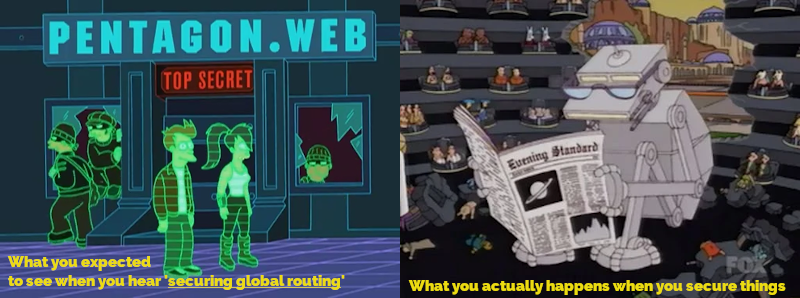 PENTAGON.WEB
TOP SECRET
What you expected
to see when you hear 'securing global routing'
Evening Standard
FOX
What you actually happens when you secure things